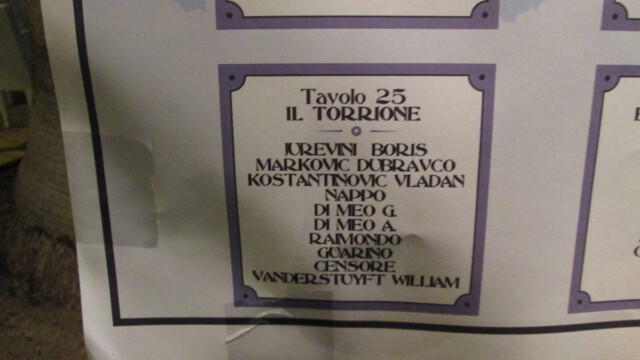 Tavolo 25
IL TORRIONE
IUREVINI BORIS
MARKOVIC DUBRAVCO
KOSTANTINOVIC VLADAN
NAPPO
DI MEO G.
DI MEO A.
RAIMONDO
GUARINO
CENSORE
VANDERSTUYFT WILLIAM